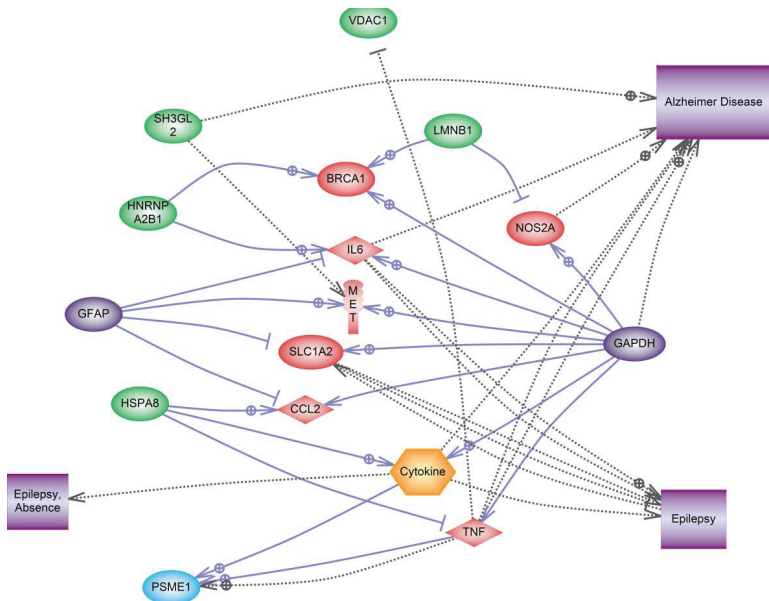 VDAC1
Alzheimer Disease
SH3GL
2
LMNB1
BRCA1
HNRNP
A2B1
NOS2A
IL6
M
E
T
GFAP
GAPDH
SLC1A2
HSPA8
CCL2
Cytokine
Epilepsy,
Absence
Epilepsy
TNF
PSME1